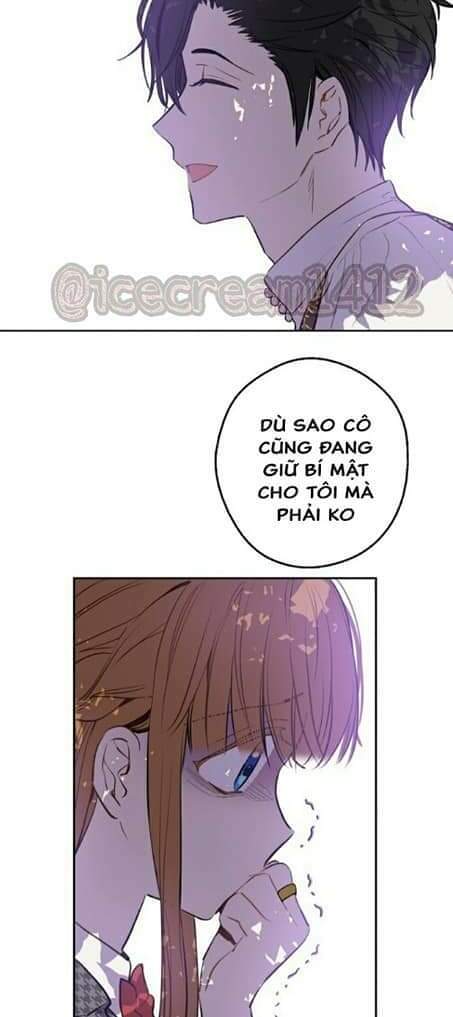 @icecream1412
DÙ SAO CÔ
CŨNG ĐANG
GIỮ BÍ MẬT
CHO TÔI MÀ
PHẢI KO